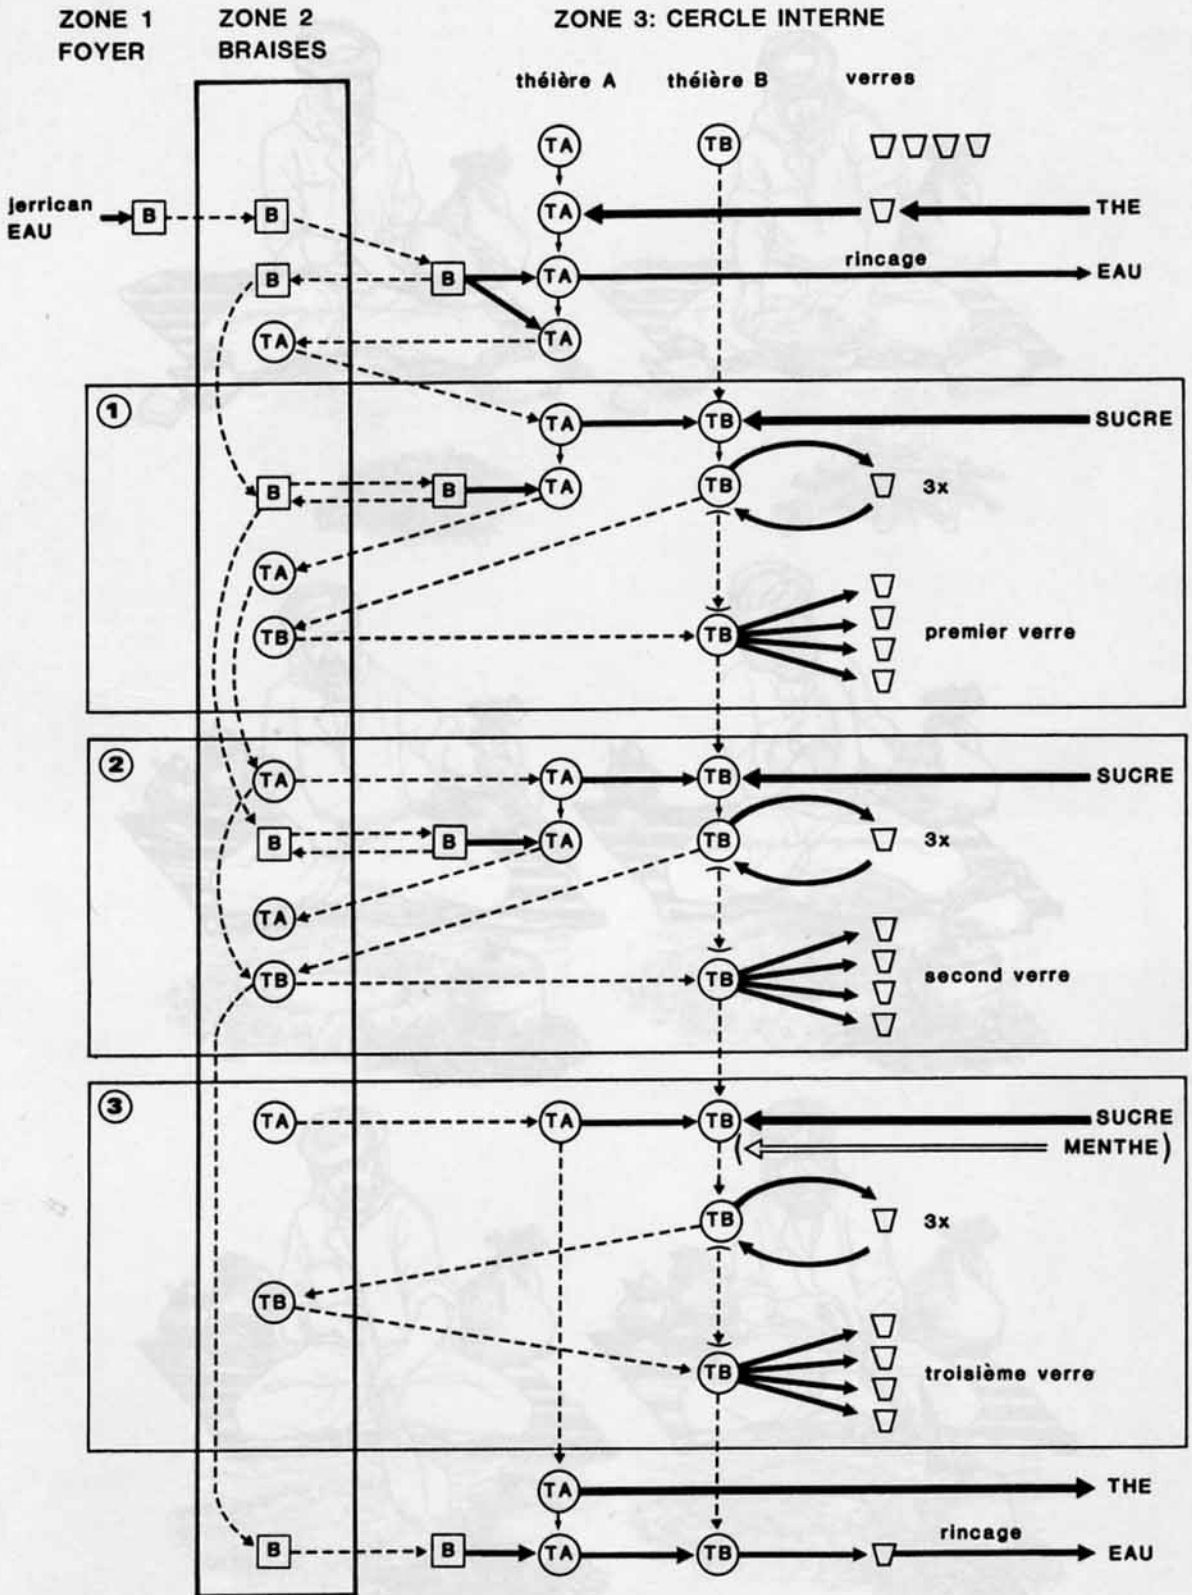 ZONE 1 ZONE 2 ZONE 3: CERCLE INTERNE
FOYER BRAISES
théière A théière B verres
TA TB
jerrican B B TA THE
EAU
rincage
B B TA EAU
TA TA
1
TA TB SUCRE
B B TA TB 3x
TA
TB TB premier verre
2
TA TA TB SUCRE
B B TA TB 3x
TA
TB TB second verre
3
TA TA TB SUCRE
( MENTHE)
TB 3x
TB
TB troisième verre
TA THE
rincage
B B TA TB EAU